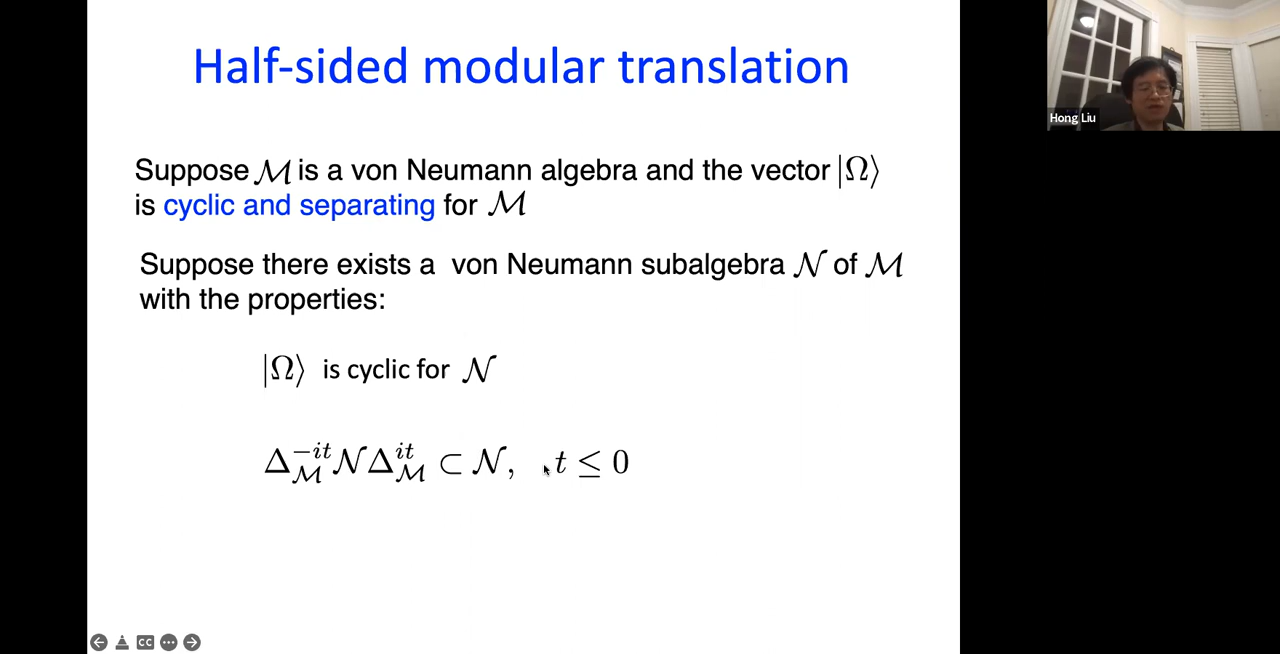 Half-sided modular translation
Suppose ℳ is a von Neumann algebra and the vector |Ω⟩
is cyclic and separating for ℳ
Suppose there exists a von Neumann subalgebra 𝒩 of ℳ
with the properties:
|Ω⟩ is cyclic for 𝒩
Δ_ℳ^{-it} 𝒩 Δ_ℳ^{it} ⊂ 𝒩, t ≤ 0
Hong Liu
CC